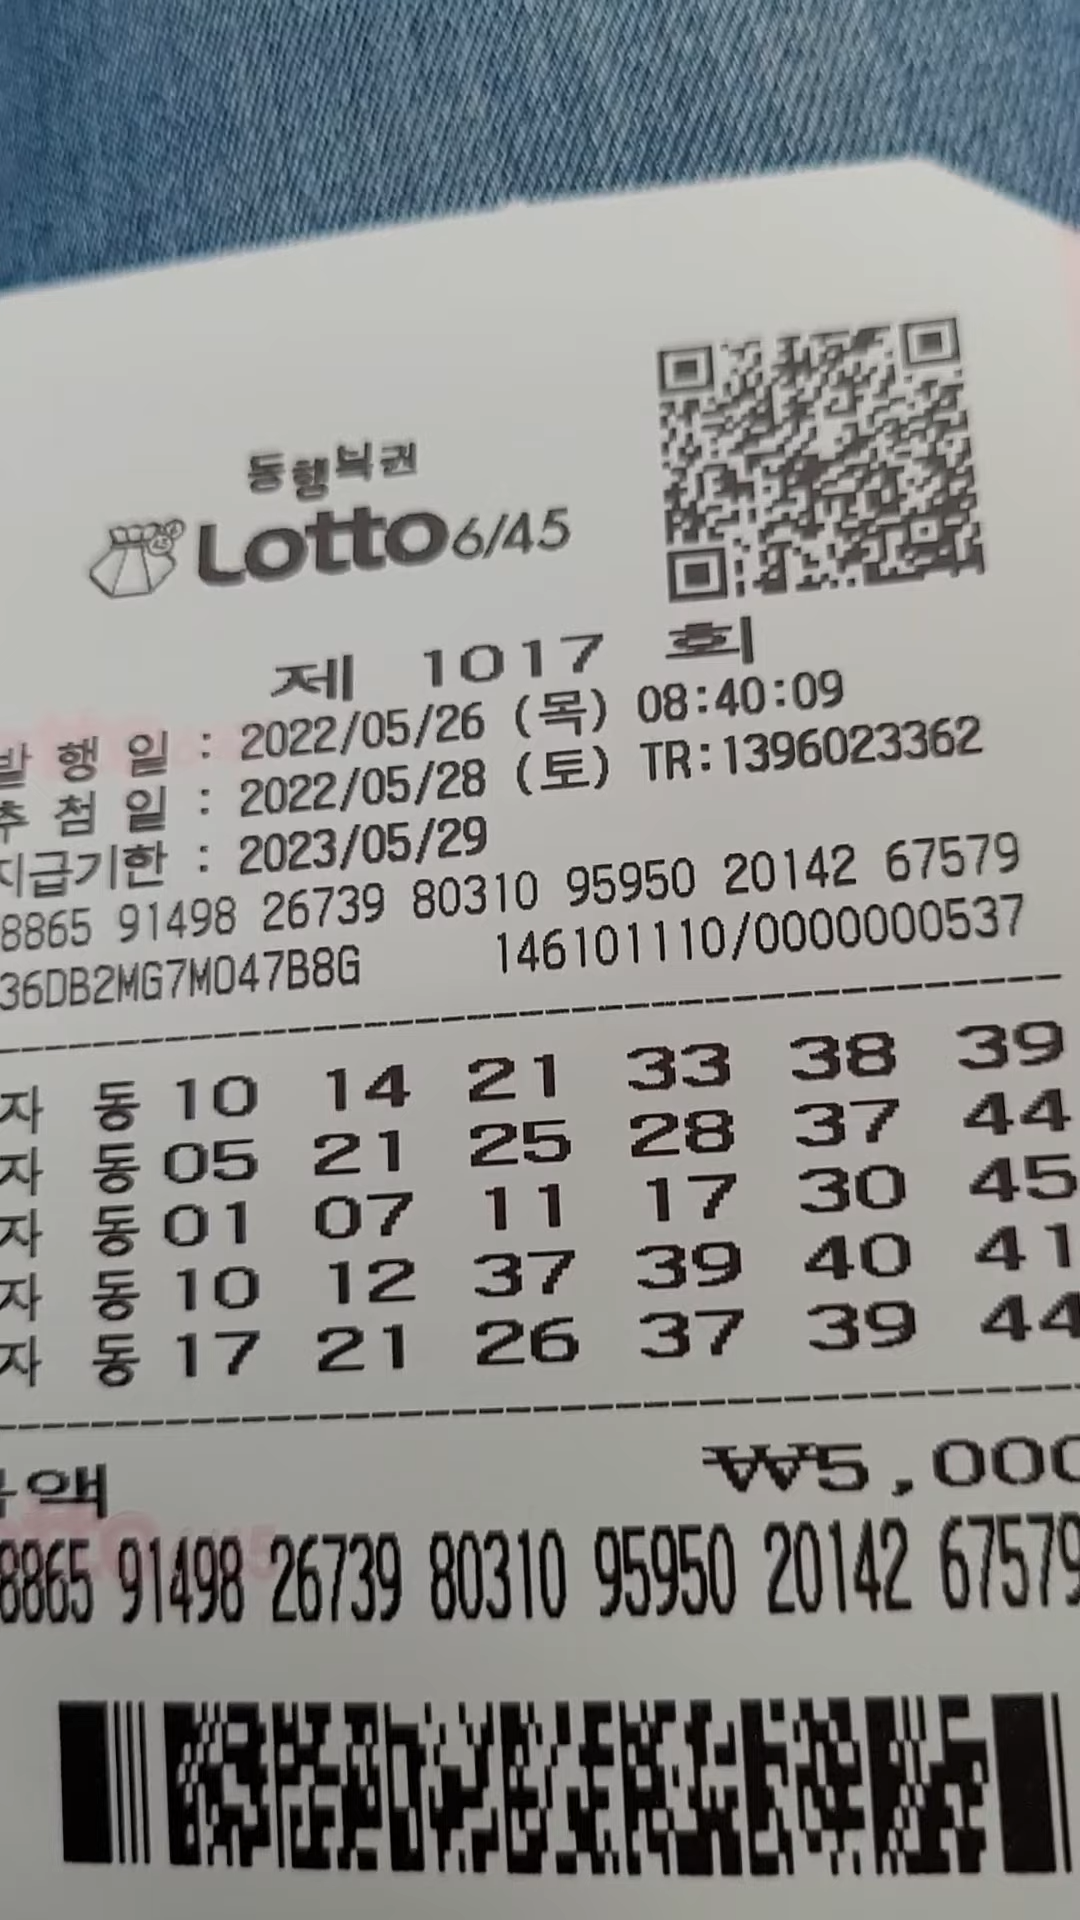 동행복권
Lotto 6/45
제 1017 회
발 행 일 : 2022/05/26 (목) 08:40:09
추 첨 일 : 2022/05/28 (토) TR:1396023362
지급기한 : 2023/05/29
8865 91498 26739 80310 95950 20142 67579
36DB2MG7M047B8G 146101110/0000000537
자 동 10 14 21 33 38 39
자 동 05 21 25 28 37 44
자 동 01 07 11 17 30 45
자 동 10 12 37 39 40 41
자 동 17 21 26 37 39 44
금액 ₩5,000
8865 91498 26739 80310 95950 20142 67579